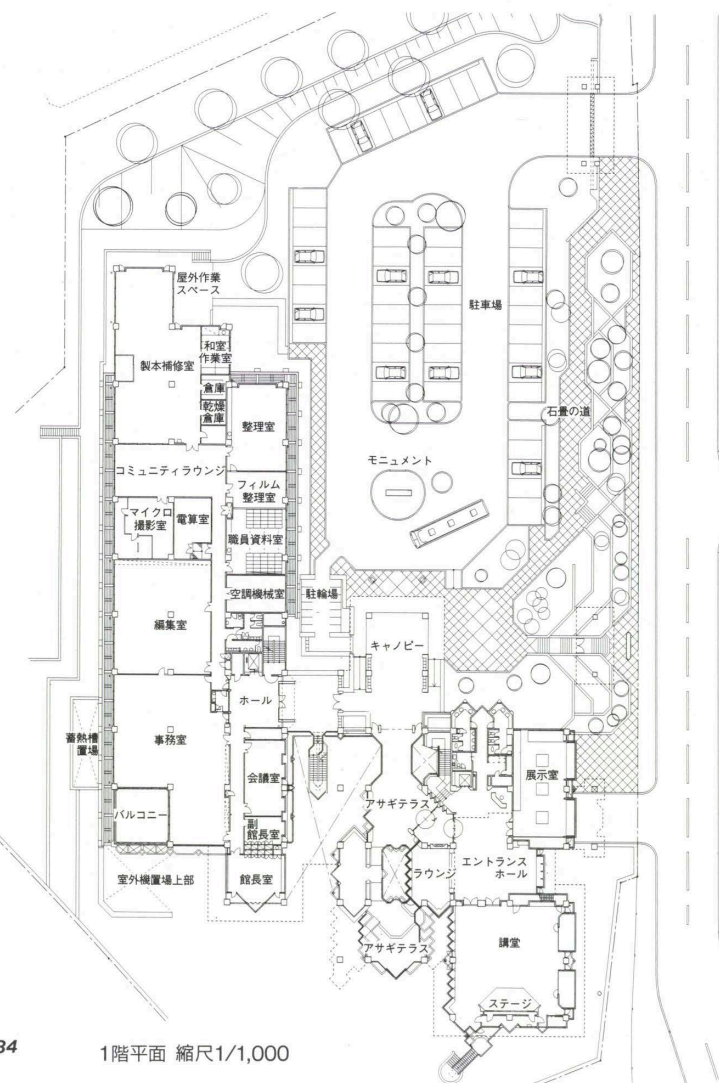 屋外作業
スペース
駐車場
和室
作業室
製本補修室
倉庫
乾燥
倉庫
整理室
石畳の道
コミュニティラウンジ
モニュメント
フィルム
整理室
マイクロ
撮影室
電算室
職員資料室
空調機械室
駐輪場
編集室
キャノピー
ホール
蓄熱槽
置場
事務室
会議室
展示室
アサギテラス
バルコニー
副
館長室
ラウンジ
エントランス
ホール
室外機置場上部
館長室
講堂
アサギテラス
ステージ
34
1階平面 縮尺1/1,000